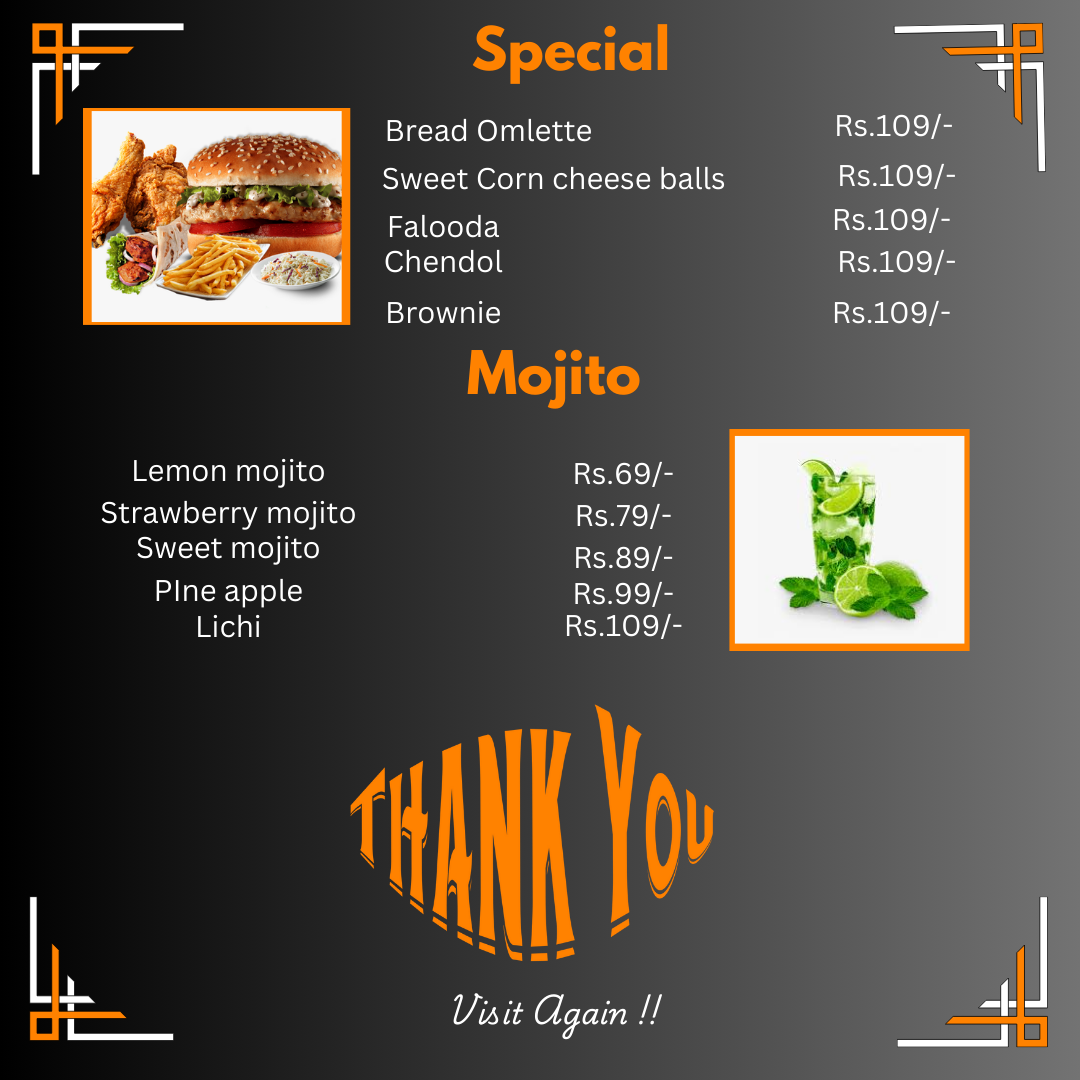 Special
Bread Omlette Rs.109/-
Sweet Corn cheese balls Rs.109/-
Falooda Rs.109/-
Chendol Rs.109/-
Brownie Rs.109/-
Mojito
Lemon mojito Rs.69/-
Strawberry mojito Rs.79/-
Sweet mojito Rs.89/-
PIne apple Rs.99/-
Lichi Rs.109/-
THANK YOU
Visit Again !!